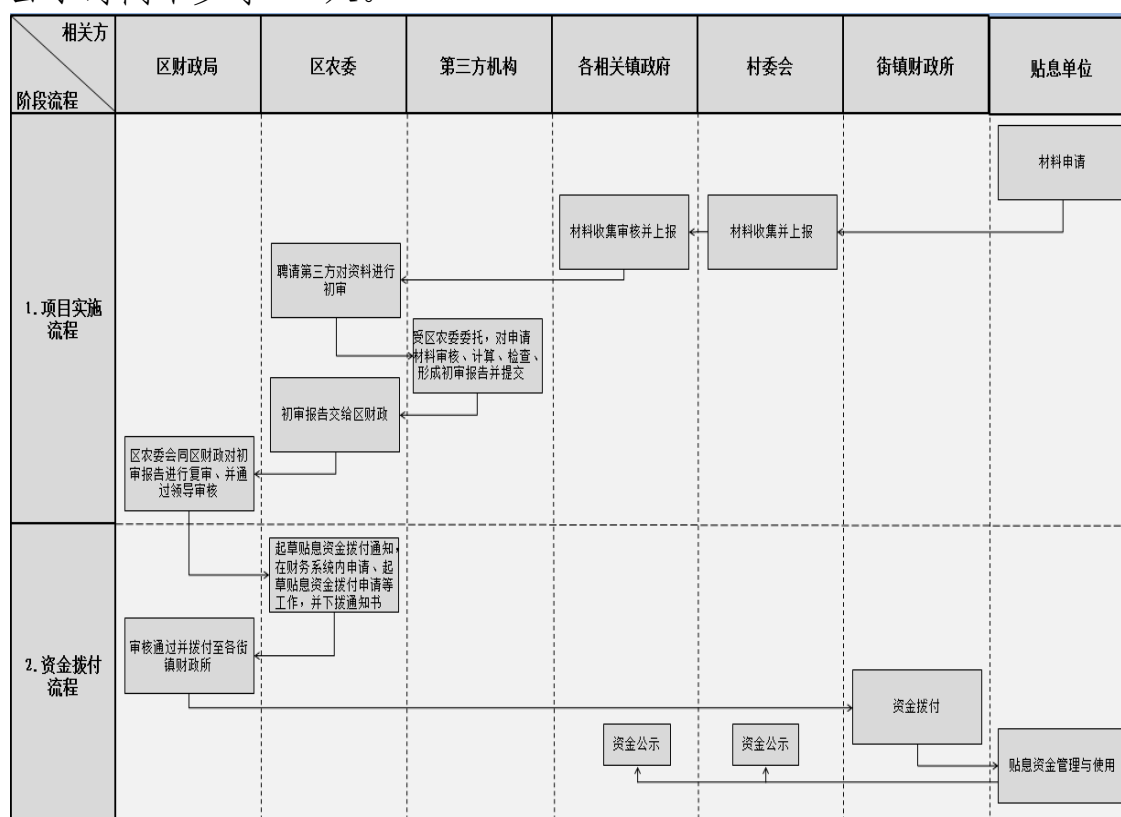 相关方
阶段流程
区财政局
区农委
第三方机构
各相关镇政府
村委会
街镇财政所
贴息单位
材料申请
材料收集审核并上报
材料收集并上报
聘请第三方对资料进行
初审
1.项目实施
流程
受区农委委托，对申请
材料审核、计算、检查、
形成初审报告并提交
初审报告交给区财政
区农委会同区财政对初
审报告进行复审、并通
过领导审核
起草贴息资金拨付通知，
在财务系统内申请、起
草贴息资金拨付申请等
工作，并下拨通知书
审核通过并拨付至各街
镇财政所
2.资金拨付
流程
资金拨付
资金公示
资金公示
贴息资金管理与使用